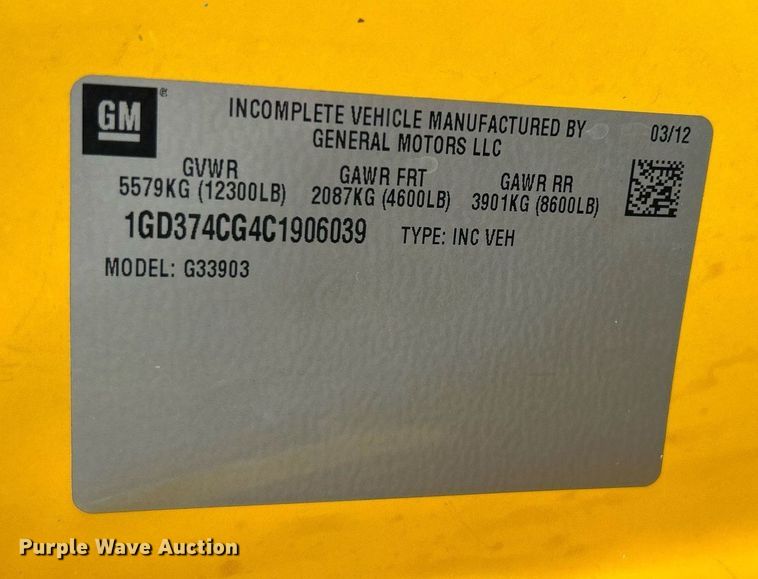 GM®
INCOMPLETE VEHICLE MANUFACTURED BY
GENERAL MOTORS LLC
03/12
GVWR
5579KG (12300LB)
GAWR FRT
2087KG (4600LB)
GAWR RR
3901KG (8600LB)
1GD374CG4C1906039 TYPE: INC VEH
MODEL: G33903
Purple Wave Auction